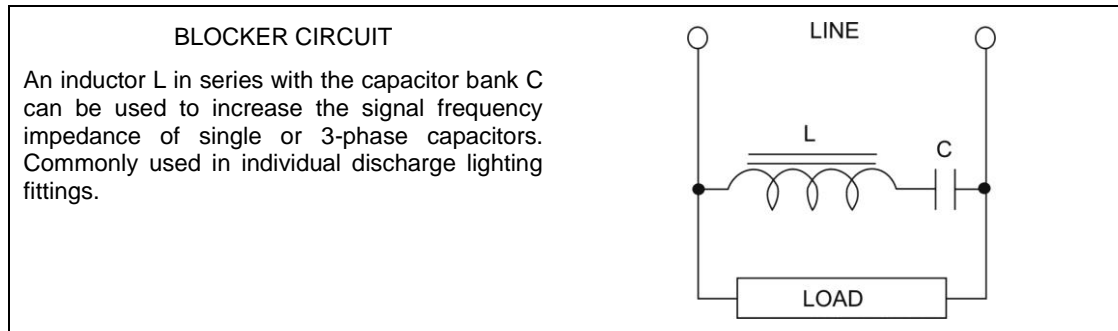 BLOCKER CIRCUIT
An inductor L in series with the capacitor bank C
can be used to increase the signal frequency
impedance of single or 3-phase capacitors.
Commonly used in individual discharge lighting
fittings.
LINE
L
C
LOAD